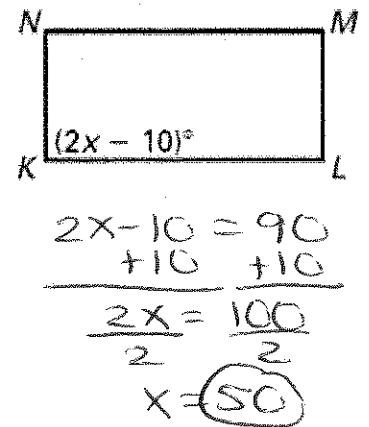 N M
(2x − 10)°
K L
2x-10 = 90
+10 +10
2x = 100
2 2
x = 50